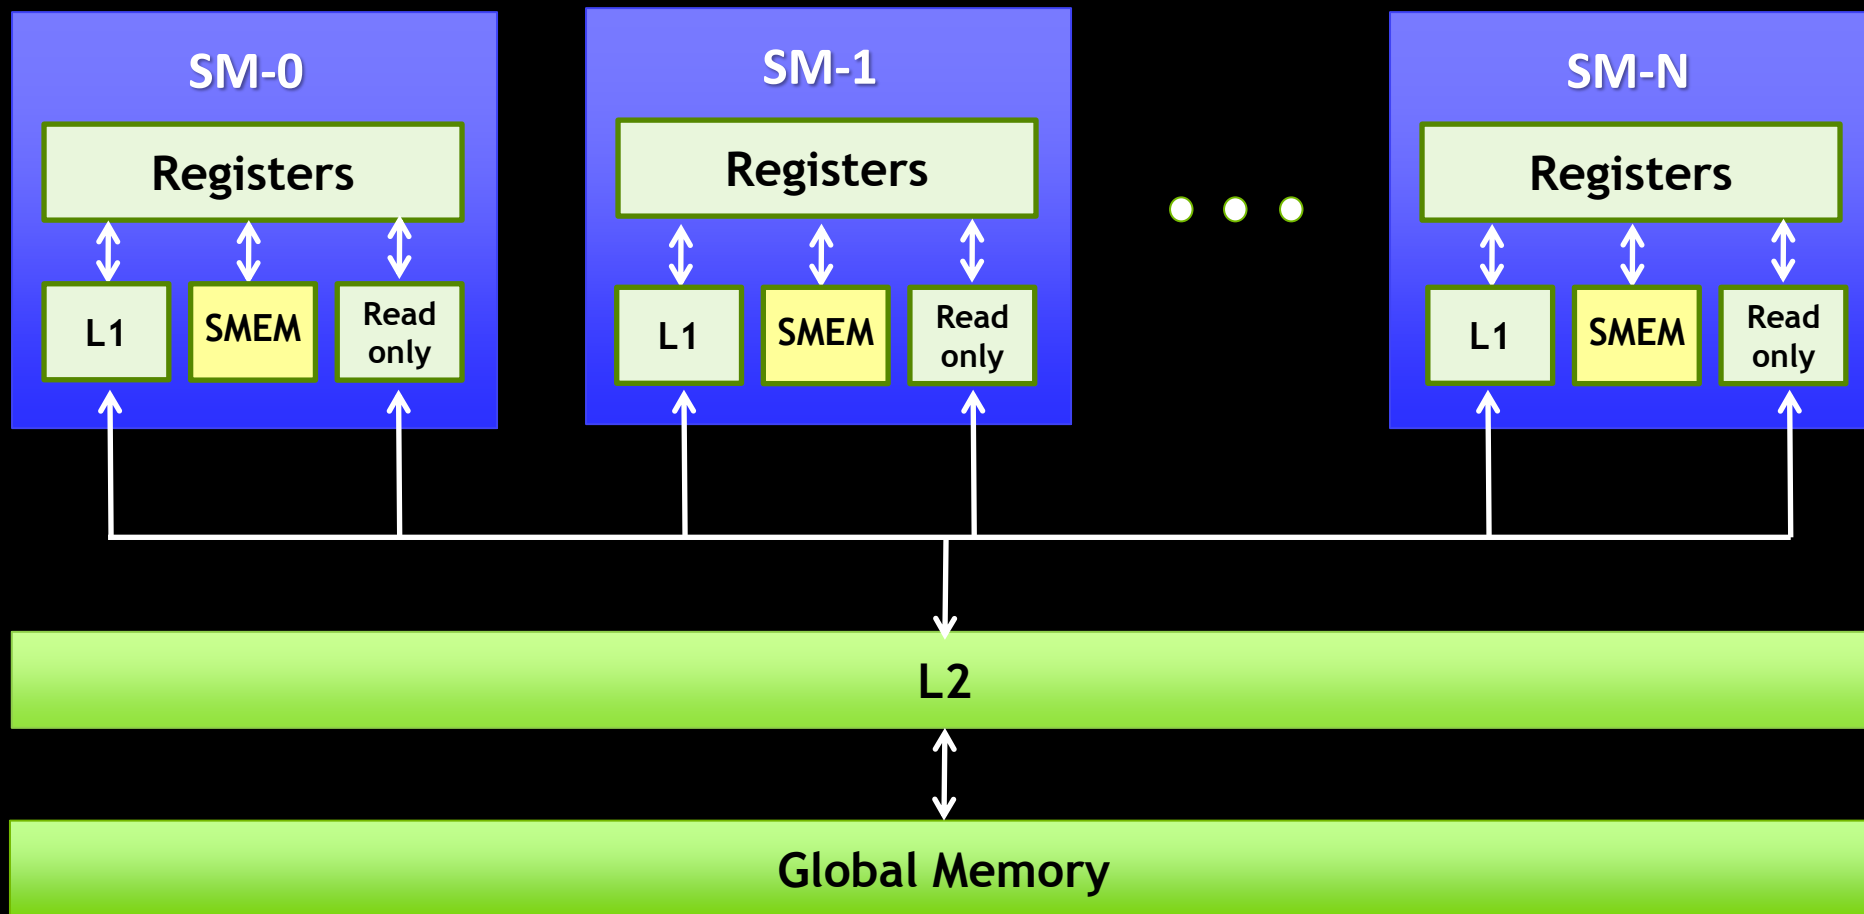 SM-0
Registers
L1
SMEM
Read
only
SM-1
Registers
L1
SMEM
Read
only
SM-N
Registers
L1
SMEM
Read
only
L2
Global Memory